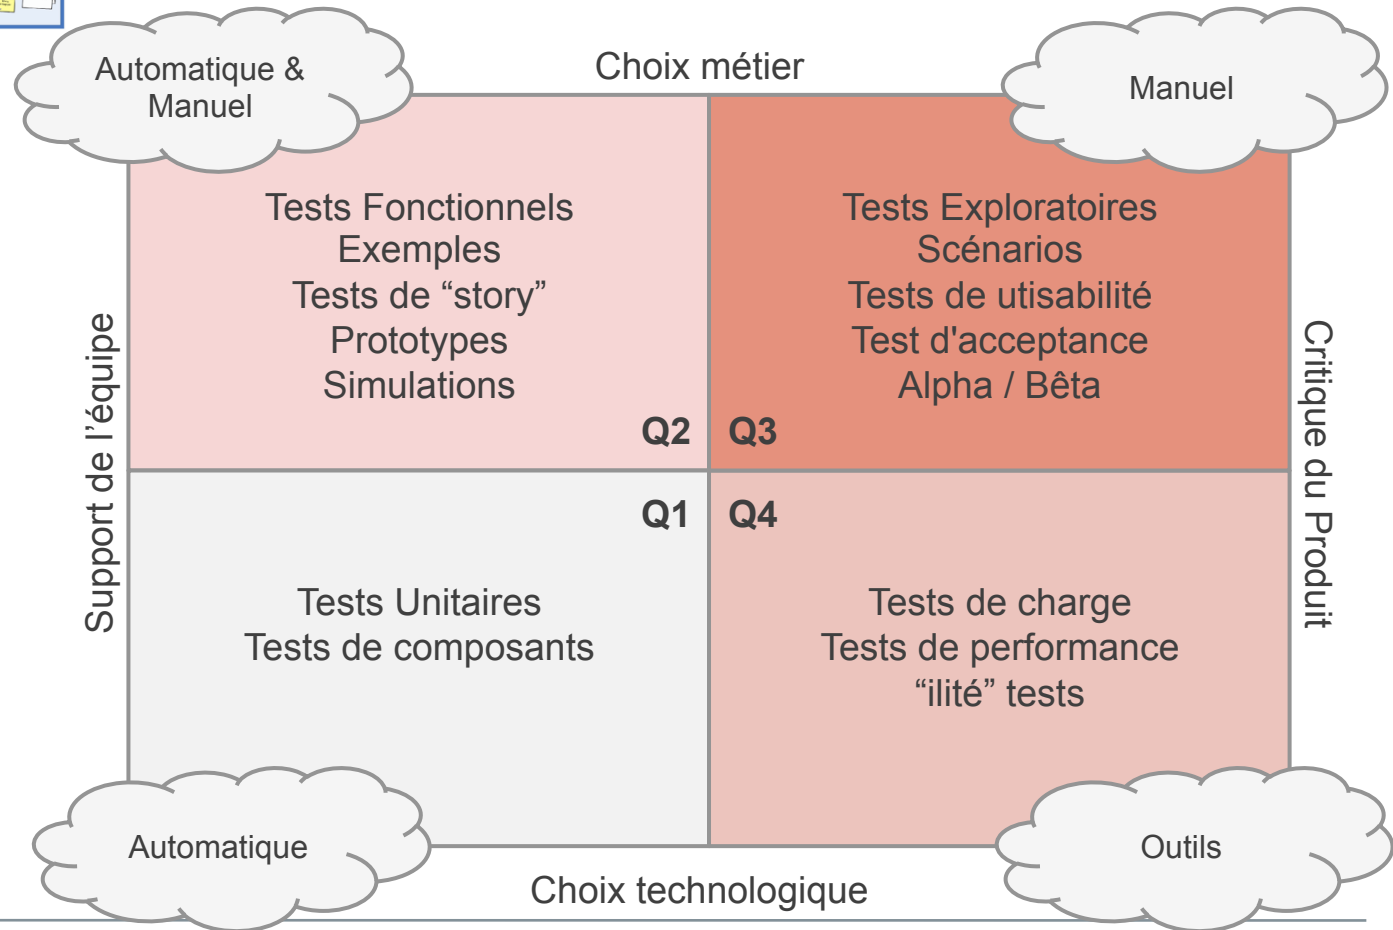 Automatique &
Manuel
Choix métier
Manuel
Tests Fonctionnels
Exemples
Tests de “story”
Prototypes
Simulations
Q2
Tests Exploratoires
Scénarios
Tests de utisabilité
Test d'acceptance
Alpha / Bêta
Q3
Support de l’équipe
Critique du Produit
Q1
Tests Unitaires
Tests de composants
Q4
Tests de charge
Tests de performance
“ilité” tests
Automatique
Outils
Choix technologique